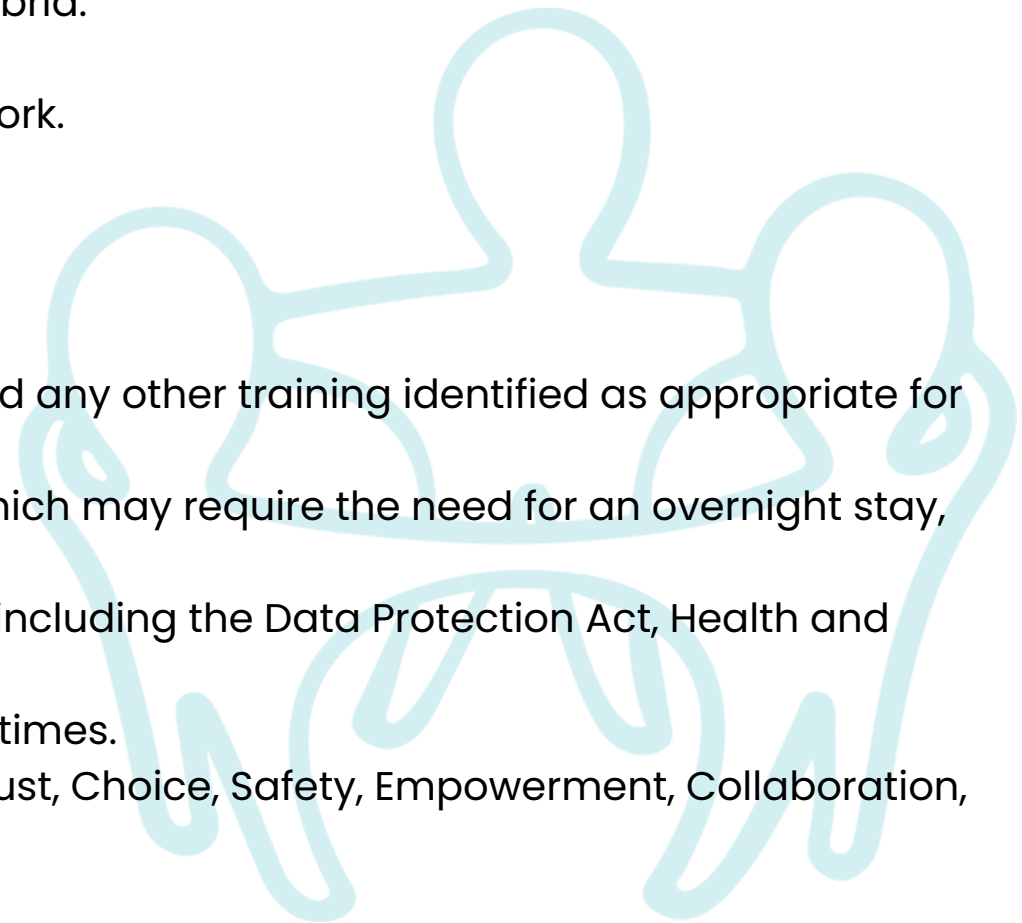 brid.
ork.
d any other training identified as appropriate for
hich may require the need for an overnight stay,
including the Data Protection Act, Health and
times.
ust, Choice, Safety, Empowerment, Collaboration,